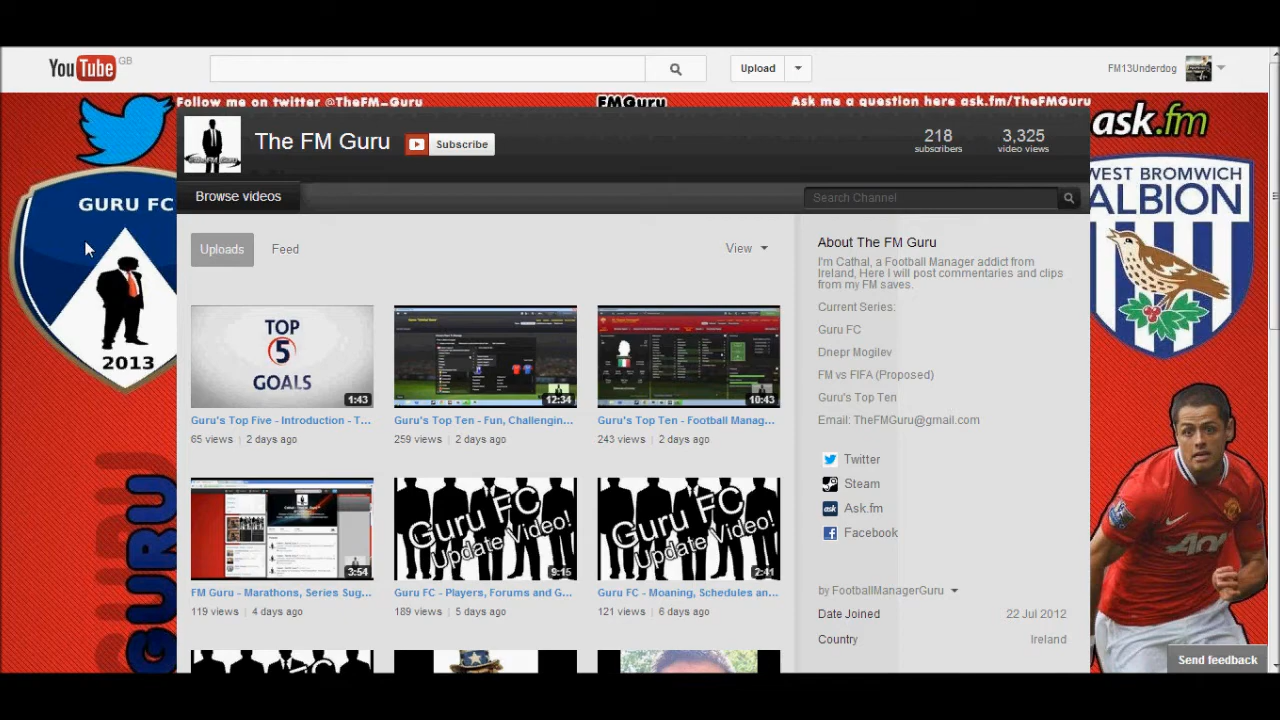 YouTube GB
Upload
FM13Underdog
Follow me on twitter @TheFM_Guru
FMGuru
Ask me a question here ask.fm/TheFMGuru
The FM Guru
Subscribe
218
subscribers
3,325
video views
ask.fm
Browse videos
Search Channel
GURU FC
2013
WEST BROMWICH
ALBION
Uploads
Feed
View
TOP
5
GOALS
1:43
12:34
10:43
Guru's Top Five - Introduction - T...
Guru's Top Ten - Fun, Challengin...
Guru's Top Ten - Football Manag...
65 views | 2 days ago
259 views | 2 days ago
243 views | 2 days ago
3:54
Guru FC
Update Video!
9:15
Guru FC
Update Video!
2:41
FM Guru - Marathons, Series Sug...
Guru FC - Players, Forums and G...
Guru FC - Moaning, Schedules an...
119 views | 4 days ago
189 views | 5 days ago
121 views | 6 days ago
About The FM Guru
I'm Cathal, a Football Manager addict from
Ireland, Here I will post commentaries and clips
from my FM saves.
Current Series:
Guru FC
Dnepr Mogilev
FM vs FIFA (Proposed)
Guru's Top Ten
Email: TheFMGuru@gmail.com
Twitter
Steam
Ask.fm
Facebook
by FootballManagerGuru
Date Joined
22 Jul 2012
Country
Ireland
GURU
AON
Send feedback